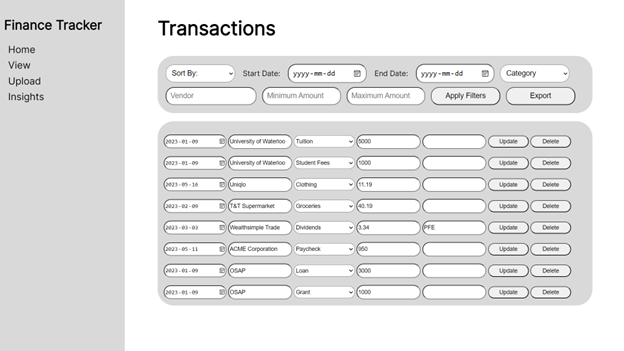 Finance Tracker
Home
View
Upload
Insights
Transactions
Sort By: Start Date: yyyy-mm-dd End Date: yyyy-mm-dd Category
Vendor Minimum Amount Maximum Amount Apply Filters Export
2023-01-09 University of Waterloo Tuition 5000 Update Delete
2023-01-09 University of Waterloo Student Fees 1000 Update Delete
2023-05-16 Uniqlo Clothing 11.19 Update Delete
2023-02-09 T&T Supermarket Groceries 40.19 Update Delete
2023-03-03 Wealthsimple Trade Dividends 3.34 PFE Update Delete
2023-05-11 ACME Corporation Paycheck 950 Update Delete
2023-01-09 OSAP Loan 3000 Update Delete
2023-01-09 OSAP Grant 1000 Update Delete